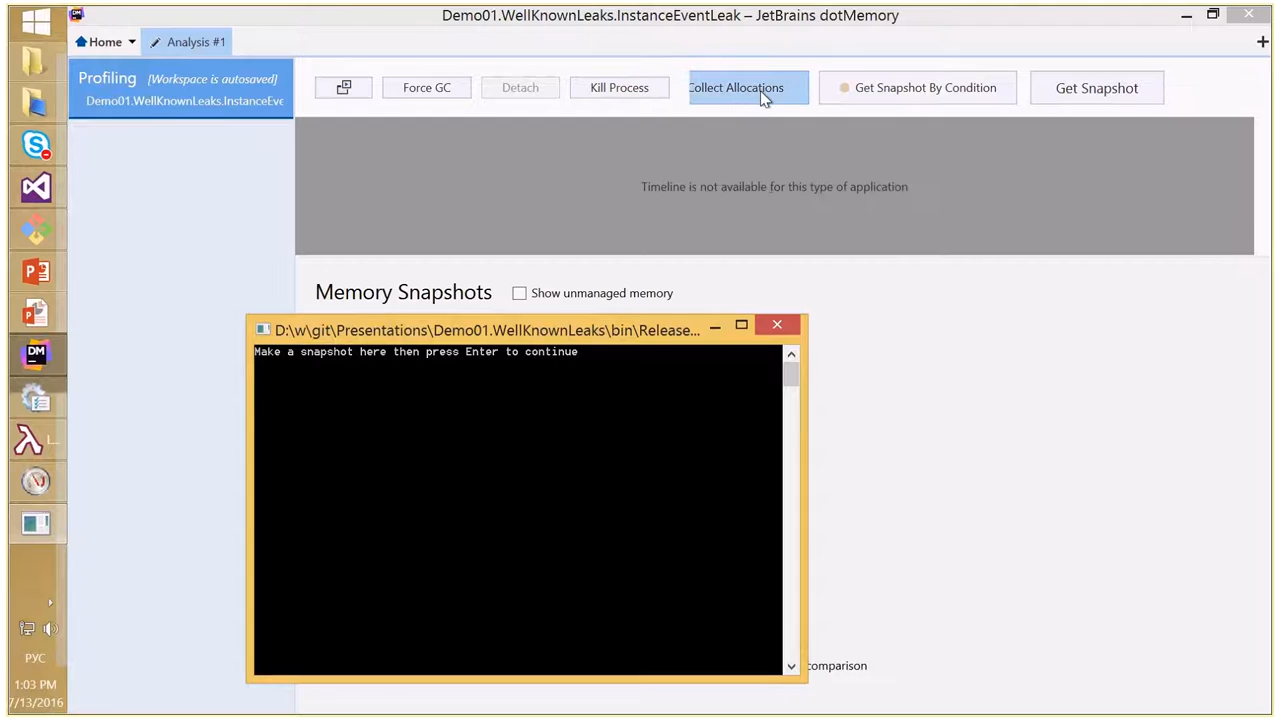 Demo01.WellKnownLeaks.InstanceEventLeak – JetBrains dotMemory
Home
Analysis #1
Profiling [Workspace is autosaved]
Demo01.WellKnownLeaks.InstanceEve
Force GC
Detach
Kill Process
Collect Allocations
Get Snapshot By Condition
Get Snapshot
Timeline is not available for this type of application
Memory Snapshots
Show unmanaged memory
D:\w\git\Presentations\Demo01.WellKnownLeaks\bin\Release...
Make a snapshot here then press Enter to continue
comparison
DM
L...
РУС
1:03 PM
7/13/2016